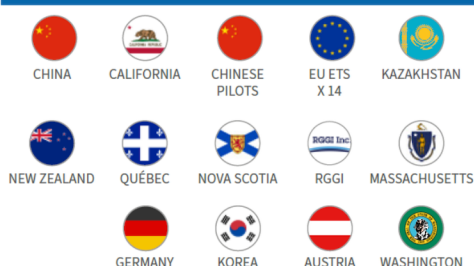 CHINA
CALIFORNIA
CHINESE
PILOTS
EU ETS
X 14
KAZAKHSTAN
RGGI Inc
NEW ZEALAND
QUÉBEC
NOVA SCOTIA
RGGI
MASSACHUSETTS
GERMANY
KOREA
AUSTRIA
WASHINGTON